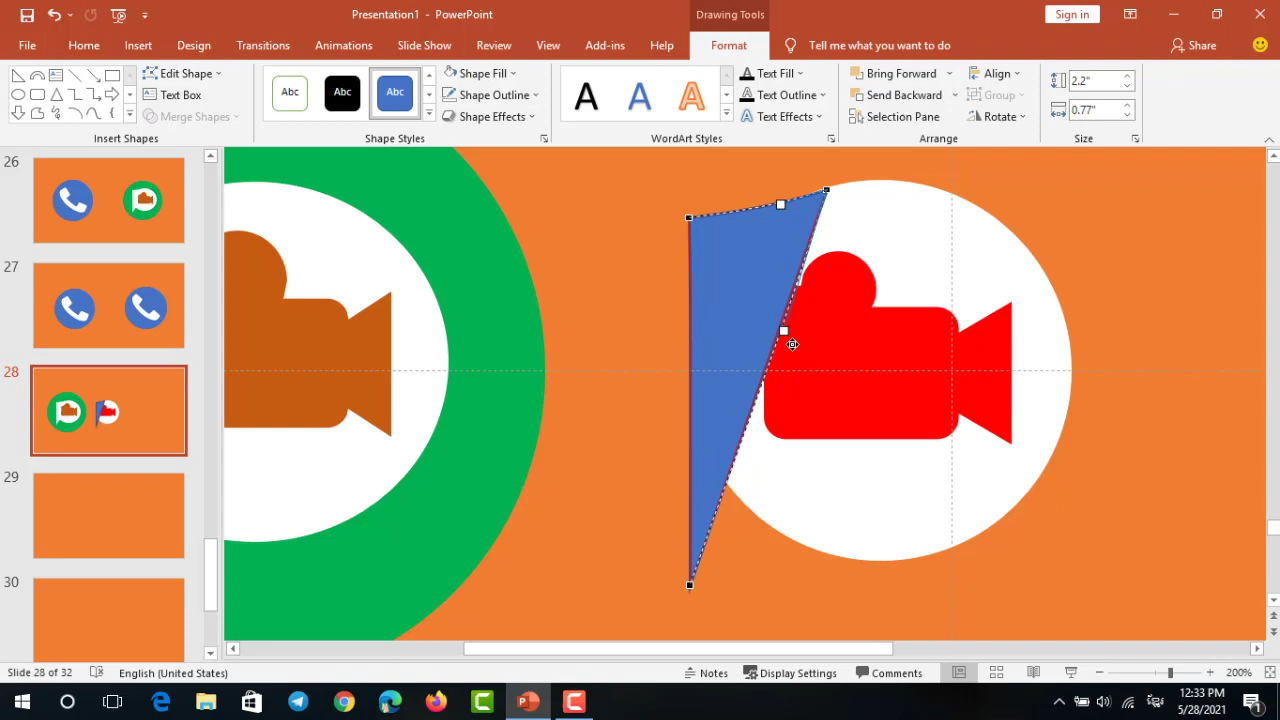 Presentation1 - PowerPoint
Drawing Tools
Sign in
File Home Insert Design Transitions Animations Slide Show Review View Add-ins Help Format Tell me what you want to do Share
Edit Shape
Text Box
Merge Shapes
Insert Shapes
Abc Abc Abc
Shape Fill
Shape Outline
Shape Effects
Shape Styles
A A A
Text Fill
Text Outline
Text Effects
WordArt Styles
Bring Forward
Send Backward
Selection Pane
Align
Group
Rotate
Arrange
2.2"
0.77"
Size
26
27
28
29
30
Slide 28 of 32 English (United States) Notes Display Settings Comments 200%
12:33 PM
5/28/2021